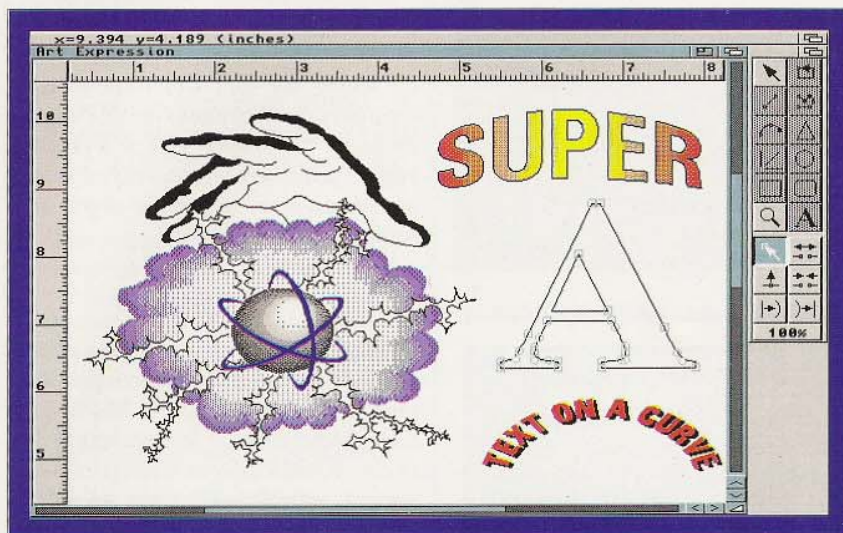 x=9.394 y=4.189 (inches)
Art Expression
1 2 3 4 5 6 7 8
10
9
8
7
6
5
SUPER
A
TEXT ON A CURVE
A
100%